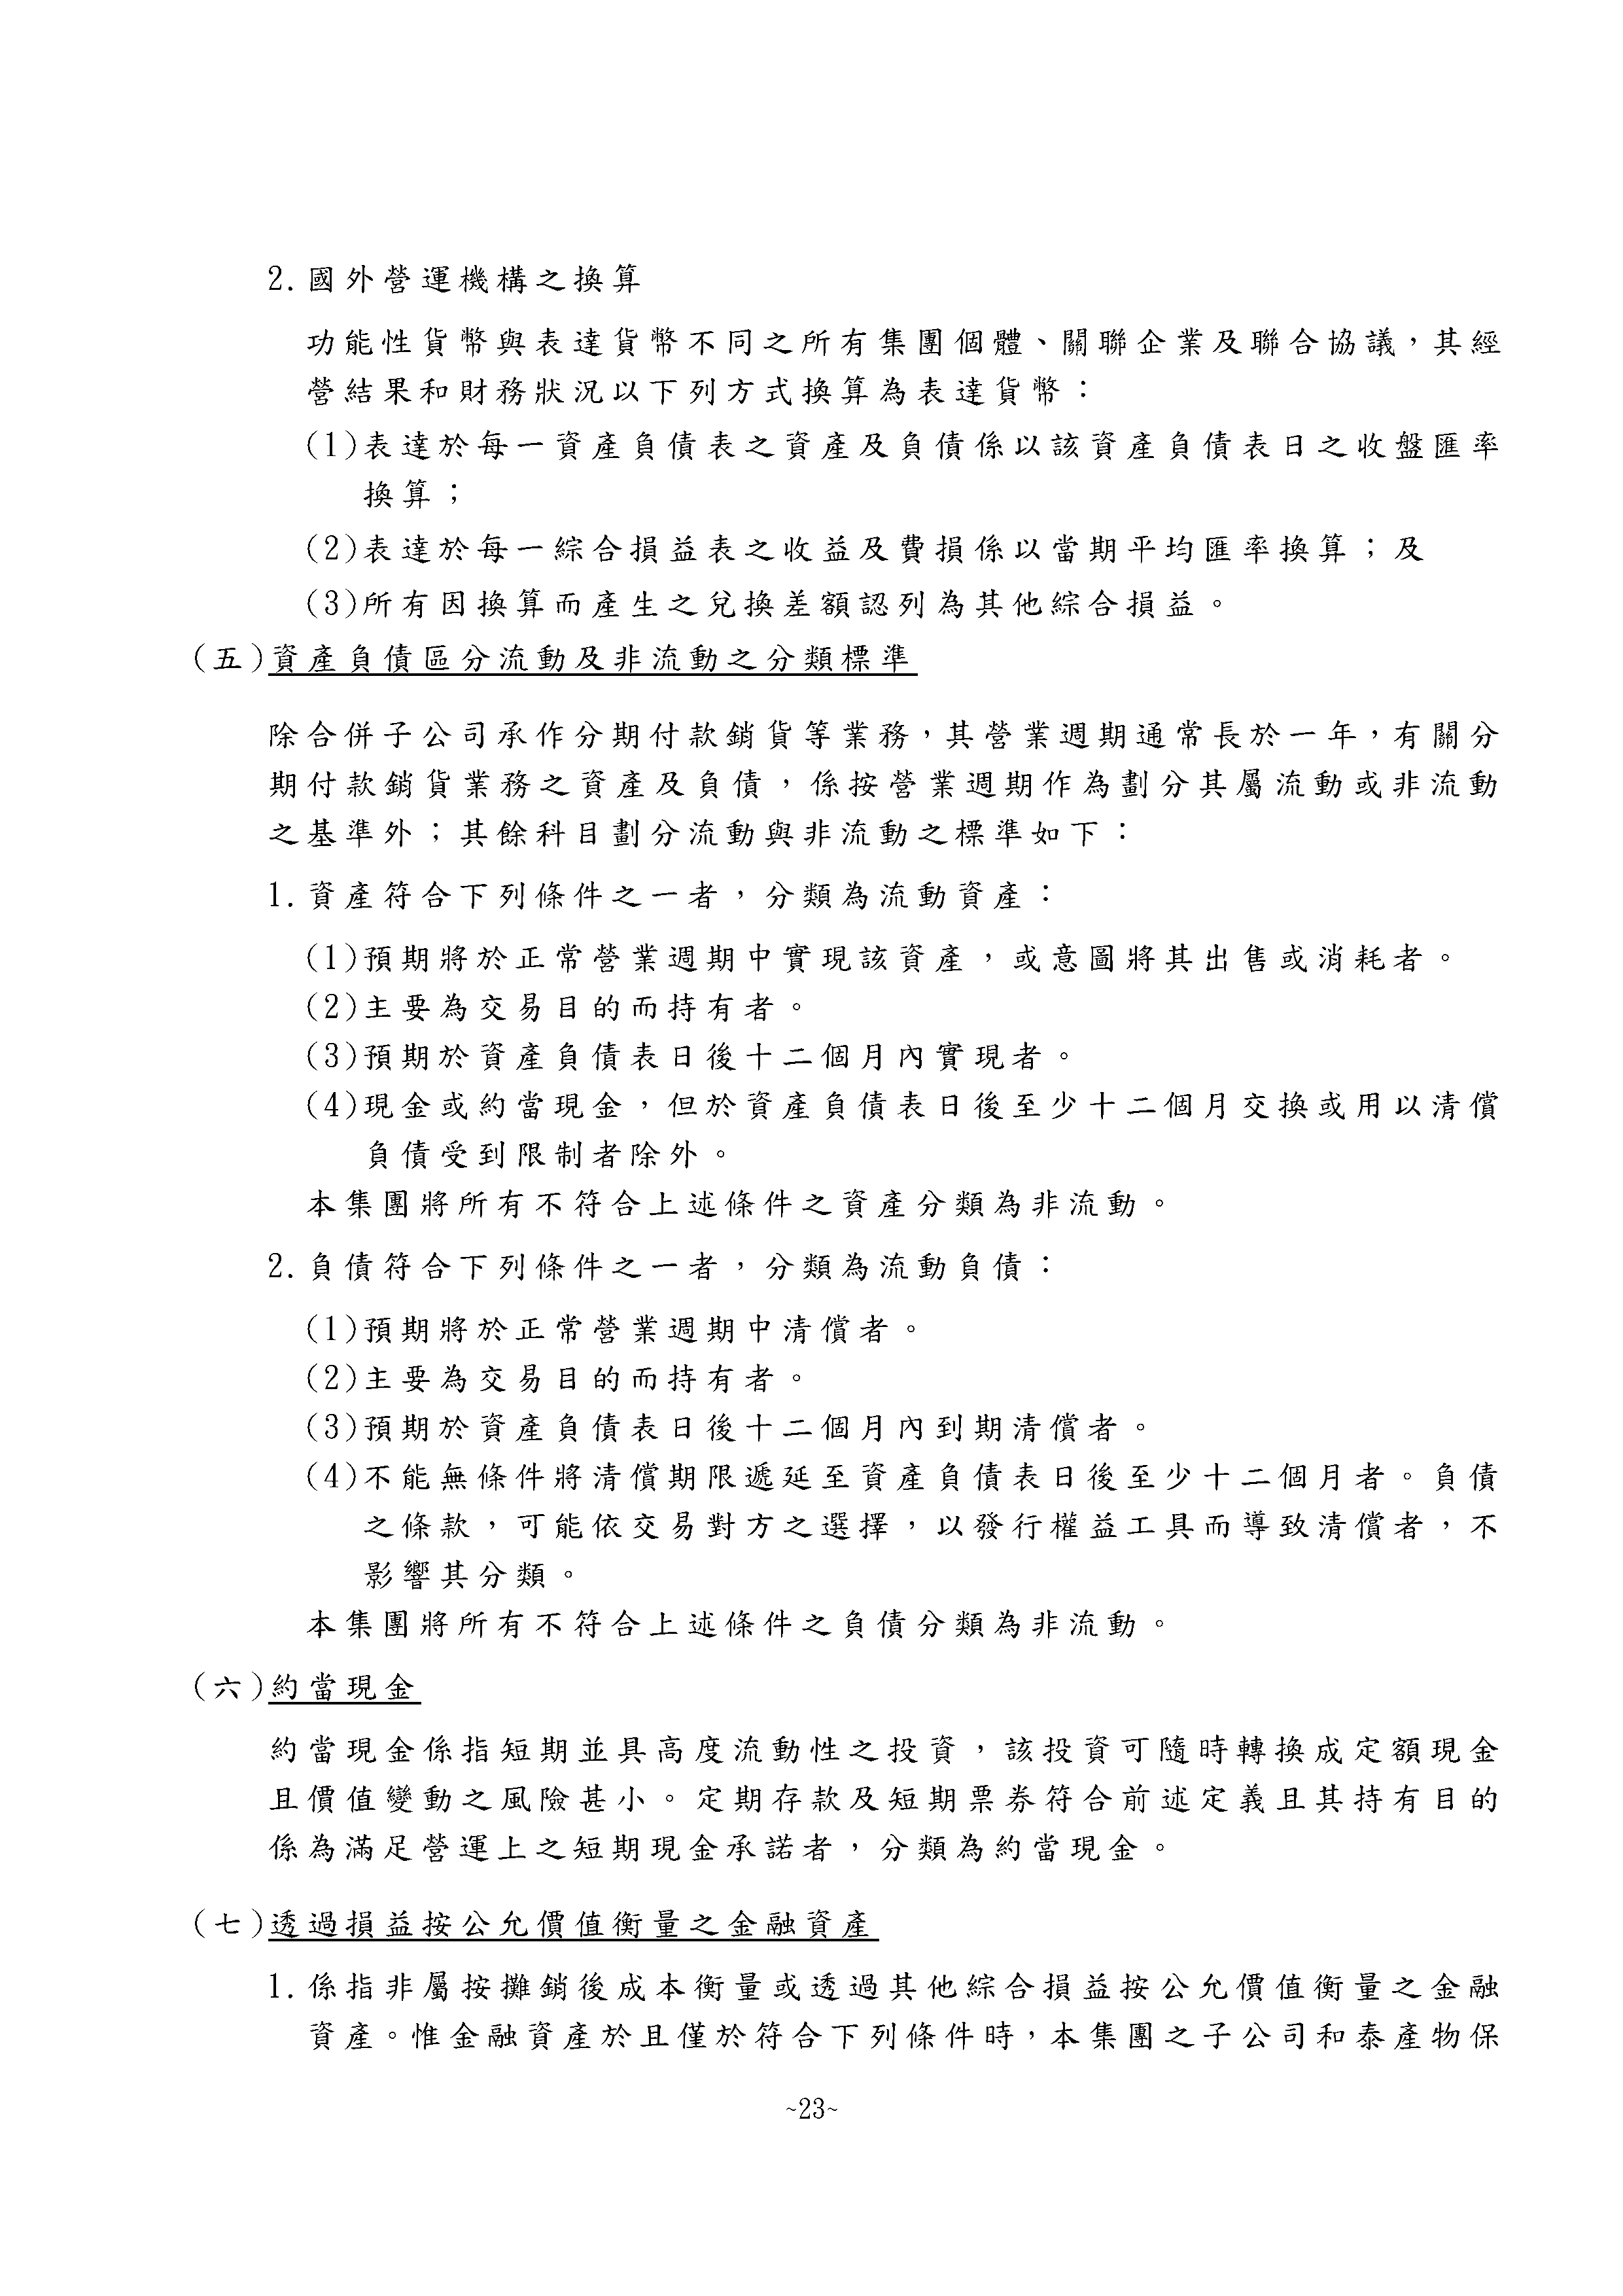 2.國外營運機構之換算
功能性貨幣與表達貨幣不同之所有集團個體、關聯企業及聯合協議，其經
營結果和財務狀況以下列方式換算為表達貨幣：
(1)表達於每一資產負債表之資產及負債係以該資產負債表日之收盤匯率
換算；
(2)表達於每一綜合損益表之收益及費損係以當期平均匯率換算；及
(3)所有因換算而產生之兌換差額認列為其他綜合損益。
(五)資產負債區分流動及非流動之分類標準
除合併子公司承作分期付款銷貨等業務，其營業週期通常長於一年，有關分
期付款銷貨業務之資產及負債，係按營業週期作為劃分其屬流動或非流動
之基準外；其餘科目劃分流動與非流動之標準如下：
1.資產符合下列條件之一者，分類為流動資產：
(1)預期將於正常營業週期中實現該資產，或意圖將其出售或消耗者。
(2)主要為交易目的而持有者。
(3)預期於資產負債表日後十二個月內實現者。
(4)現金或約當現金，但於資產負債表日後至少十二個月交換或用以清償
負債受到限制者除外。
本集團將所有不符合上述條件之資產分類為非流動。
2.負債符合下列條件之一者，分類為流動負債：
(1)預期將於正常營業週期中清償者。
(2)主要為交易目的而持有者。
(3)預期於資產負債表日後十二個月內到期清償者。
(4)不能無條件將清償期限遞延至資產負債表日後至少十二個月者。負債
之條款，可能依交易對方之選擇，以發行權益工具而導致清償者，不
影響其分類。
本集團將所有不符合上述條件之負債分類為非流動。
(六)約當現金
約當現金係指短期並具高度流動性之投資，該投資可隨時轉換成定額現金
且價值變動之風險甚小。定期存款及短期票券符合前述定義且其持有目的
係為滿足營運上之短期現金承諾者，分類為約當現金。
(七)透過損益按公允價值衡量之金融資產
1.係指非屬按攤銷後成本衡量或透過其他綜合損益按公允價值衡量之金融
資產。惟金融資產於且僅於符合下列條件時，本集團之子公司和泰產物保
~23~